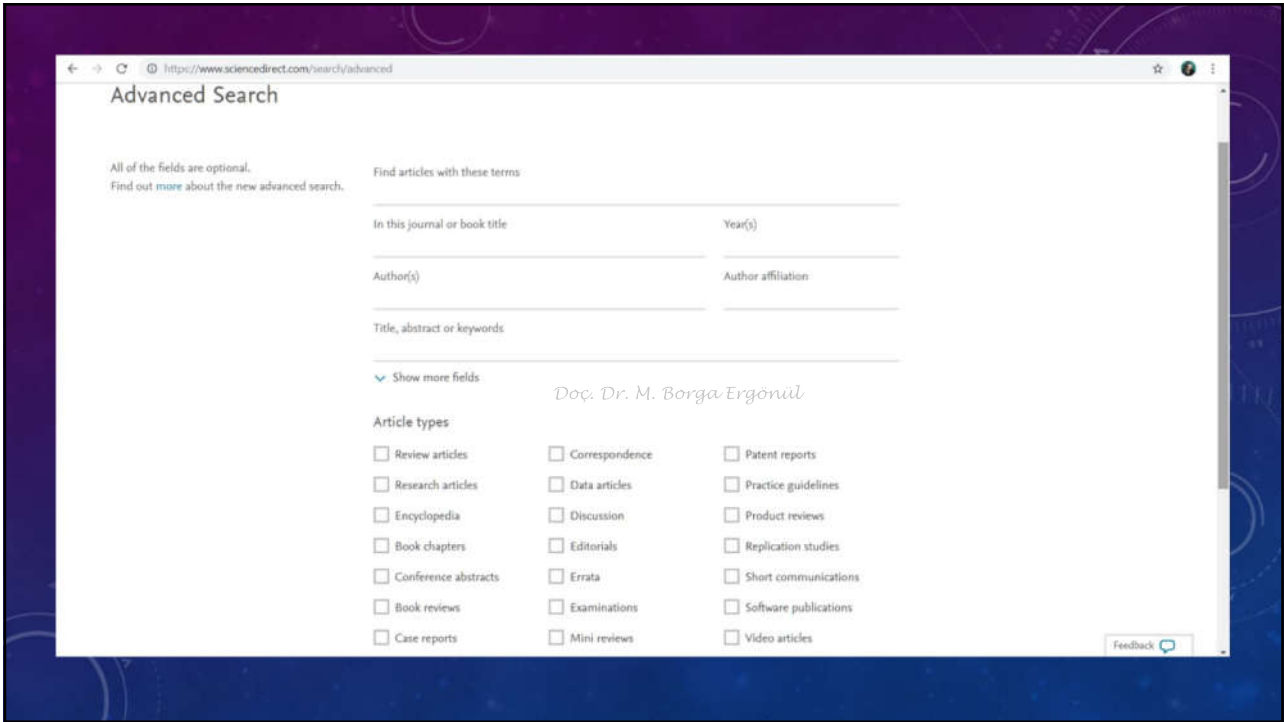 https://www.sciencedirect.com/search/advanced
Advanced Search
All of the fields are optional.
Find out more about the new advanced search.
Find articles with these terms
In this journal or book title
Year(s)
Author(s)
Author affiliation
Title, abstract or keywords
Show more fields
Doç. Dr. M. Borga Ergönül
Article types
Review articles Correspondence Patent reports
Research articles Data articles Practice guidelines
Encyclopedia Discussion Product reviews
Book chapters Editorials Replication studies
Conference abstracts Errata Short communications
Book reviews Examinations Software publications
Case reports Mini reviews Video articles
Feedback